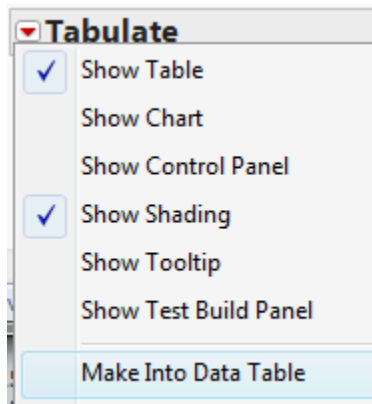 Tabulate
Show Table
Show Chart
Show Control Panel
Show Shading
Show Tooltip
Show Test Build Panel
Make Into Data Table